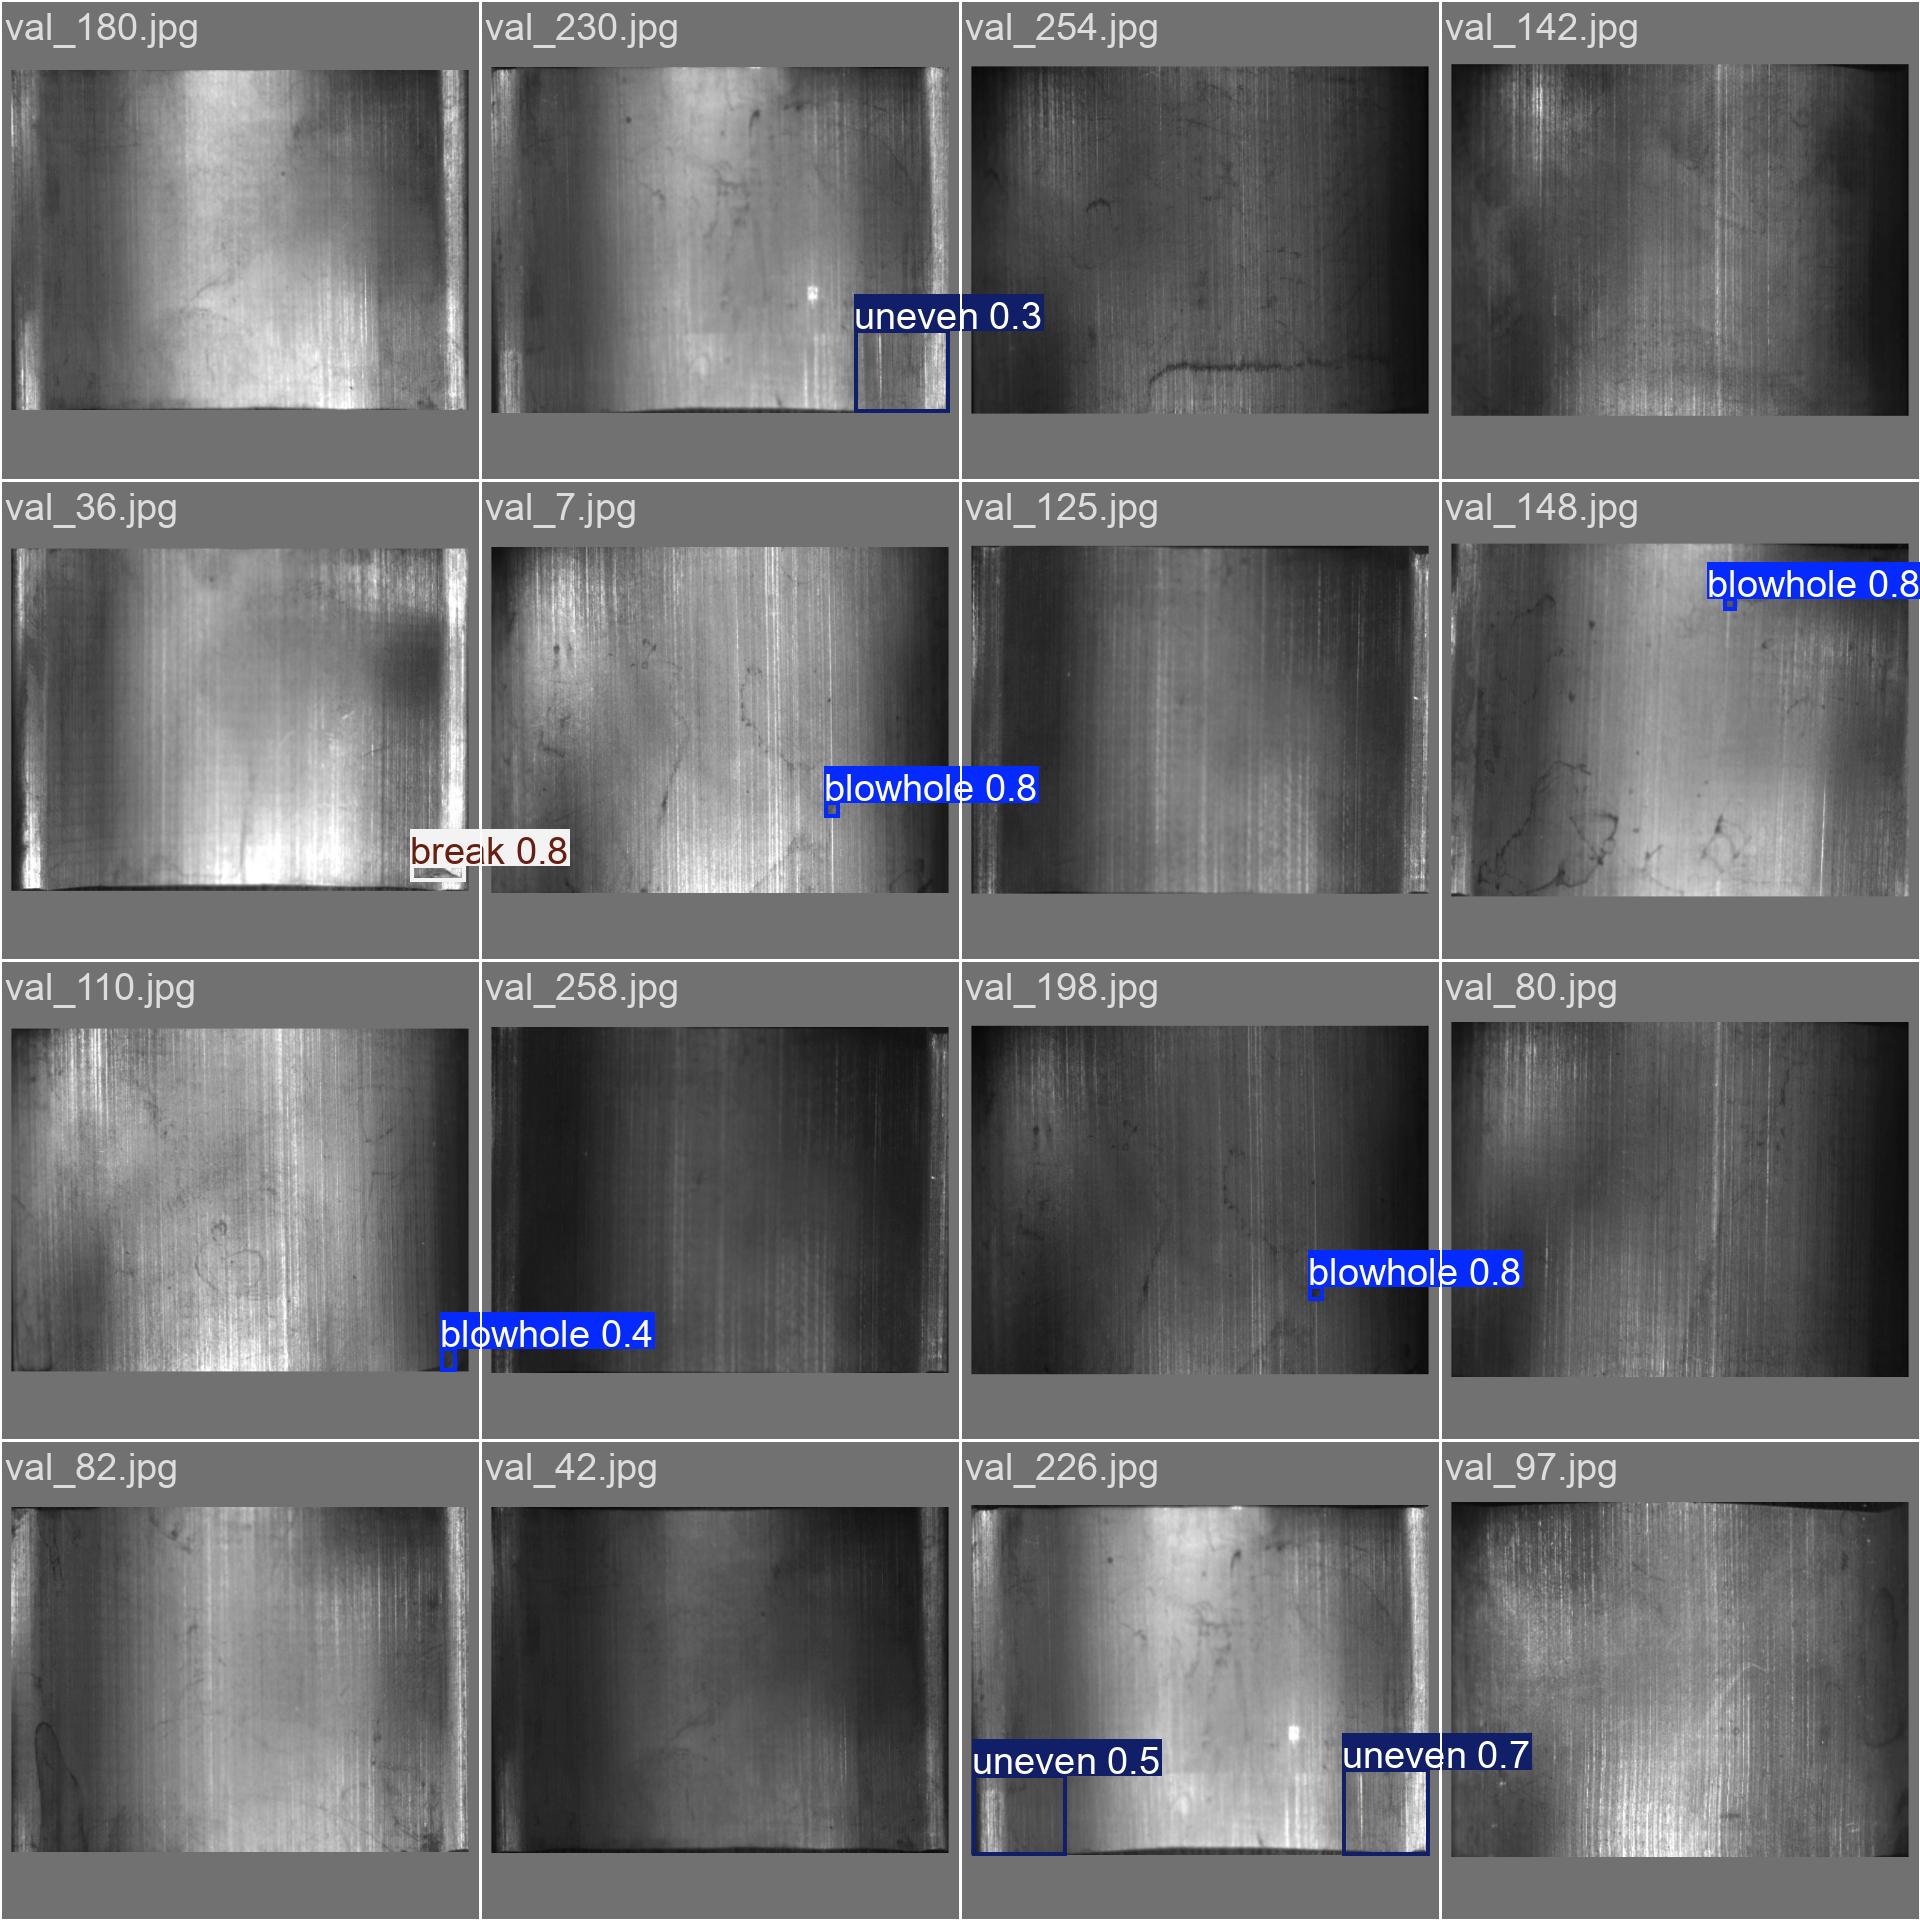 val_180.jpg
val_230.jpg
val_254.jpg
val_142.jpg
uneven 0.3
val_36.jpg
val_7.jpg
val_125.jpg
val_148.jpg
blowhole 0.8
blowhole 0.8
break 0.8
val_110.jpg
val_258.jpg
val_198.jpg
val_80.jpg
blowhole 0.8
blowhole 0.4
val_82.jpg
val_42.jpg
val_226.jpg
val_97.jpg
uneven 0.5
uneven 0.7